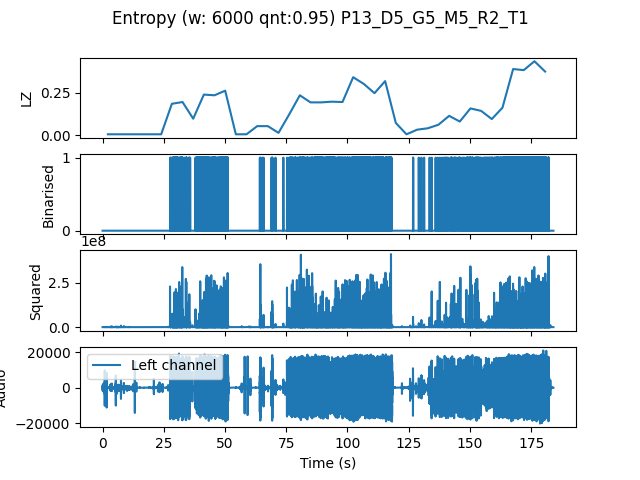 Entropy (w: 6000 qnt:0.95) P13_D5_G5_M5_R2_T1
LZ
0.25
0.00
Binarised
1
0
1e8
Squared
2.5
0.0
Audio
20000
0
−20000
Left channel
0 25 50 75 100 125 150 175
Time (s)